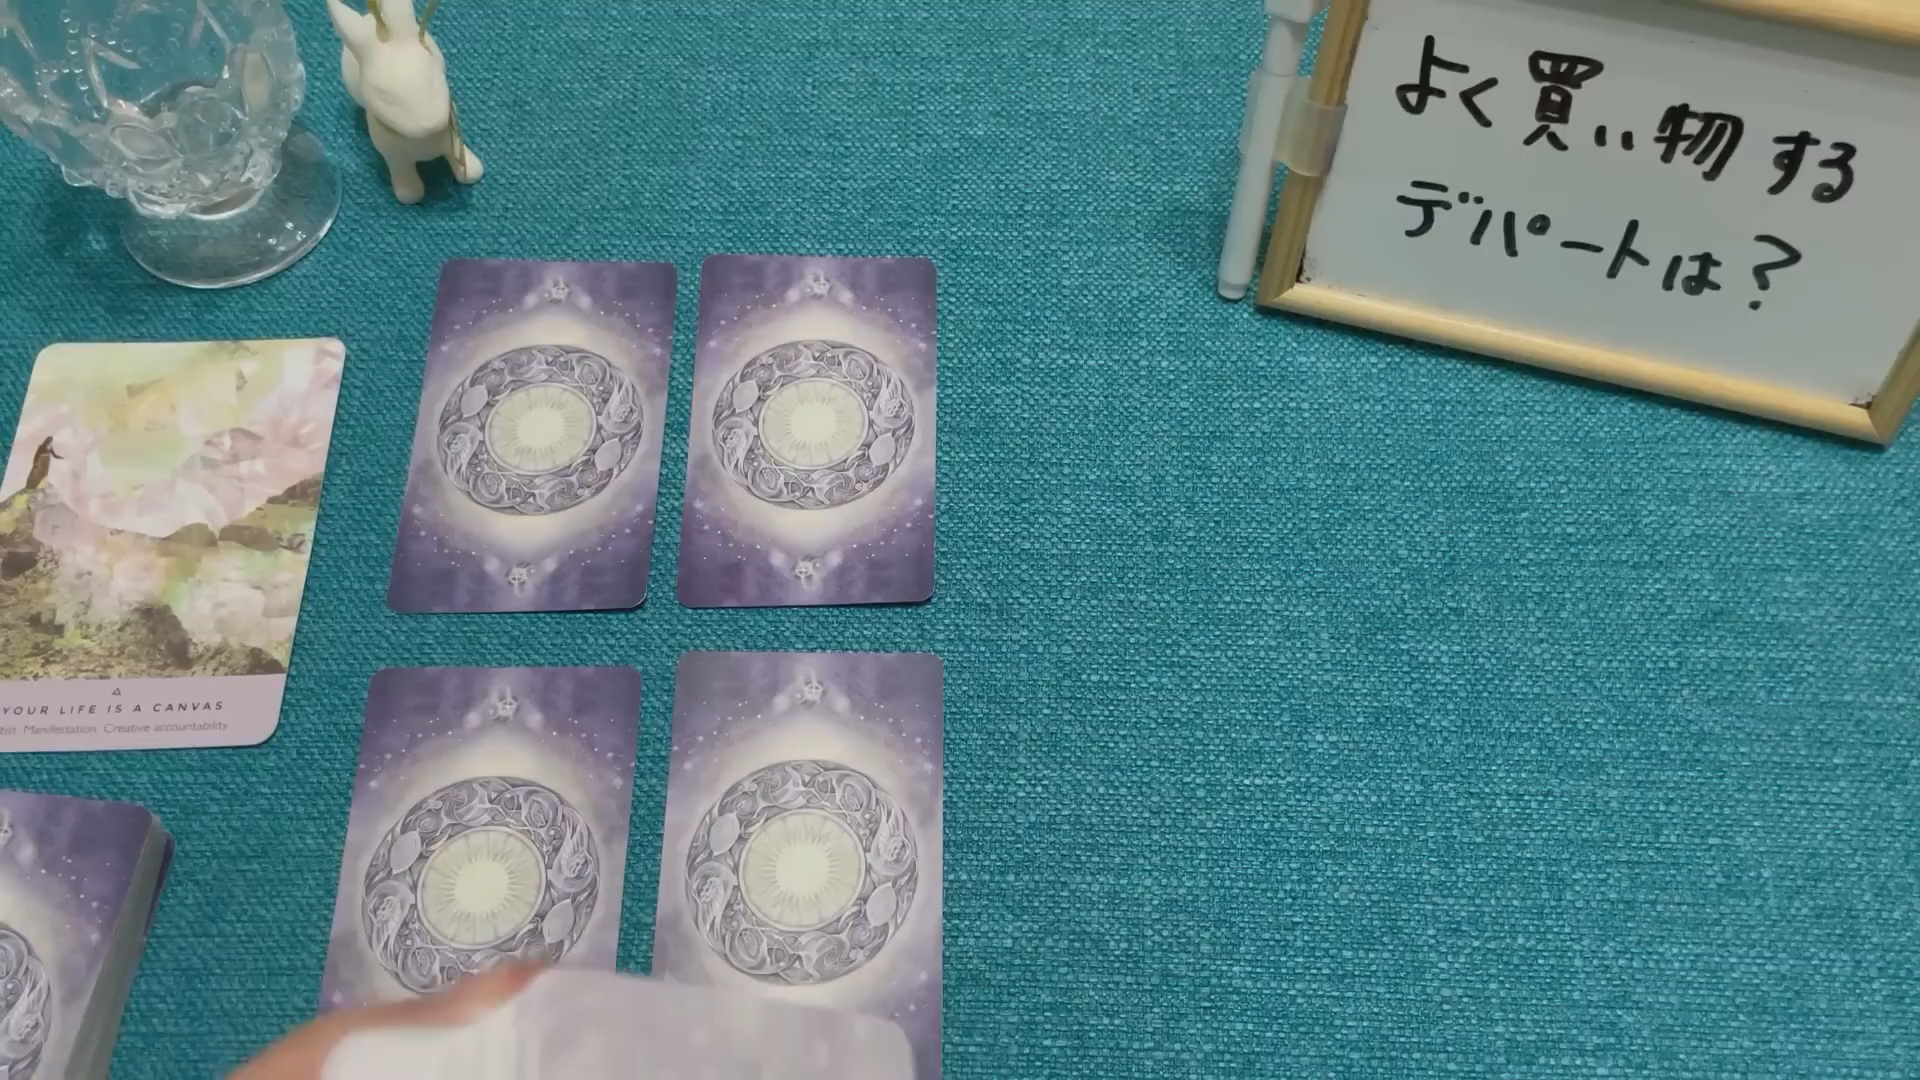 よく買い物する
デパートは?
YOUR LIFE IS A CANVAS
Manifestation Creative accountability